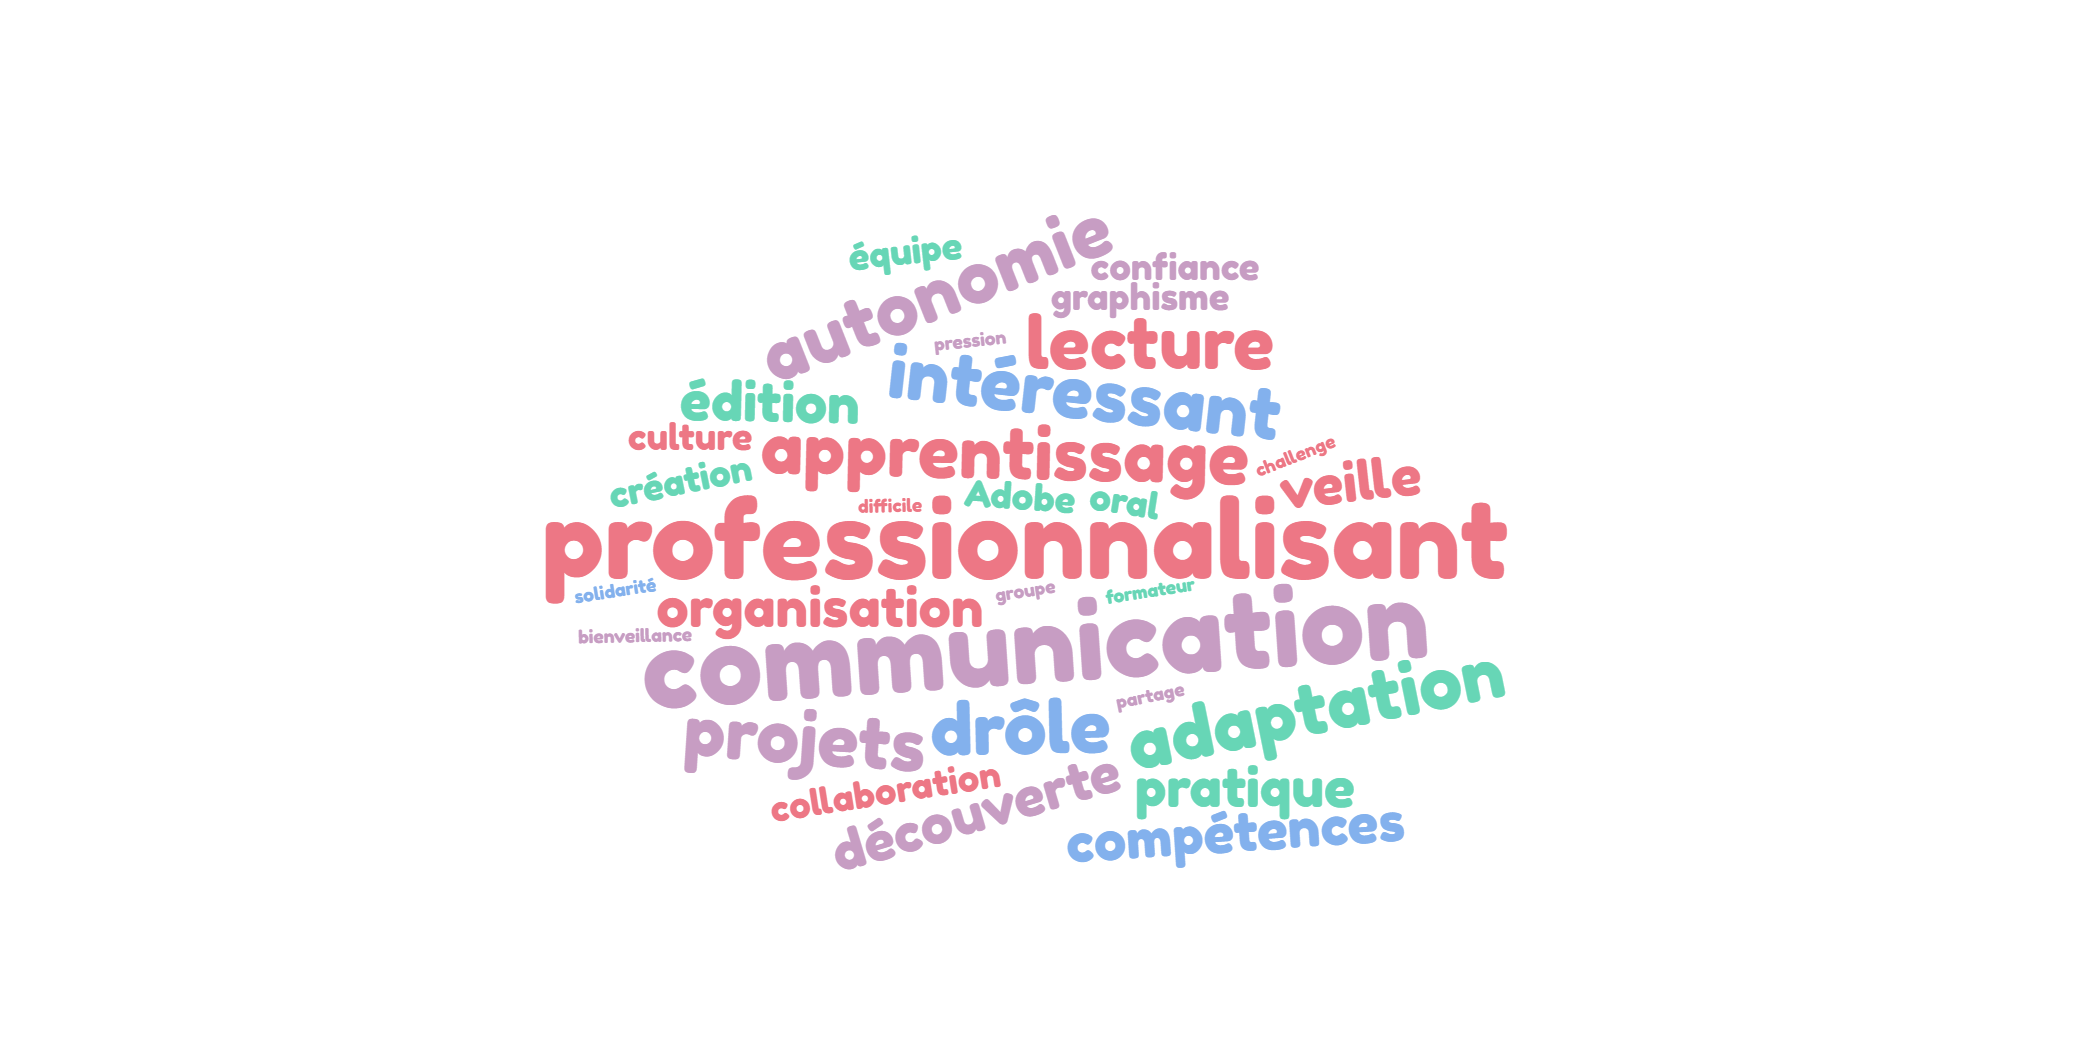 équipe
autonomie
confiance
graphisme
pression
lecture
intéressant
édition
culture
apprentissage
challenge
création
veille
difficile
Adobe
oral
professionnalisant
solidarité
organisation
groupe
formateur
bienveillance
communication
partage
projets
drôle
adaptation
collaboration
découverte
pratique
compétences